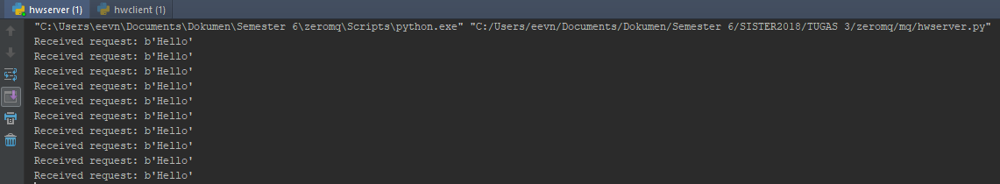 hwserver (1) hwclient (1)
"C:\Users\eevn\Documents\Dokumen\Semester 6\zeromq\Scripts\python.exe" "C:/Users/eevn/Documents/Dokumen/Semester 6/SISTER2018/TUGAS 3/zeromq/mq/hwserver.py"
Received request: b'Hello'
Received request: b'Hello'
Received request: b'Hello'
Received request: b'Hello'
Received request: b'Hello'
Received request: b'Hello'
Received request: b'Hello'
Received request: b'Hello'
Received request: b'Hello'
Received request: b'Hello'